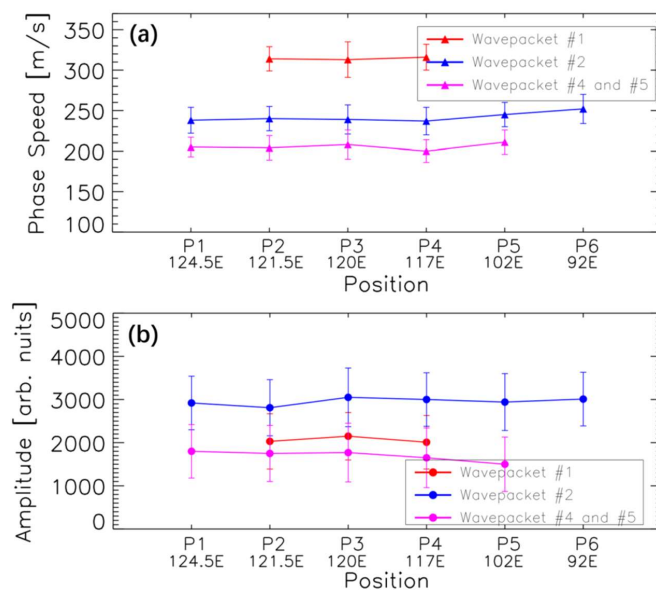 (a)
Wavepacket #1
Wavepacket #2
Wavepacket #4 and #5
Phase Speed [m/s]
350
300
250
200
150
100
P1 P2 P3 P4 P5 P6
124.5E 121.5E 120E 117E 102E 92E
Position
(b)
Amplitude [arb. nuits]
5000
4000
3000
2000
1000
0
Wavepacket #1
Wavepacket #2
Wavepacket #4 and #5
P1 P2 P3 P4 P5 P6
124.5E 121.5E 120E 117E 102E 92E
Position